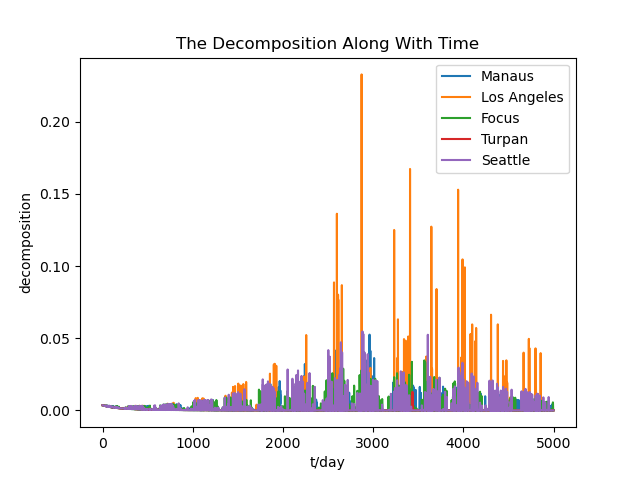 The Decomposition Along With Time
Manaus
Los Angeles
Focus
Turpan
Seattle
decomposition
0.20
0.15
0.10
0.05
0.00
0
1000
2000
3000
4000
5000
t/day